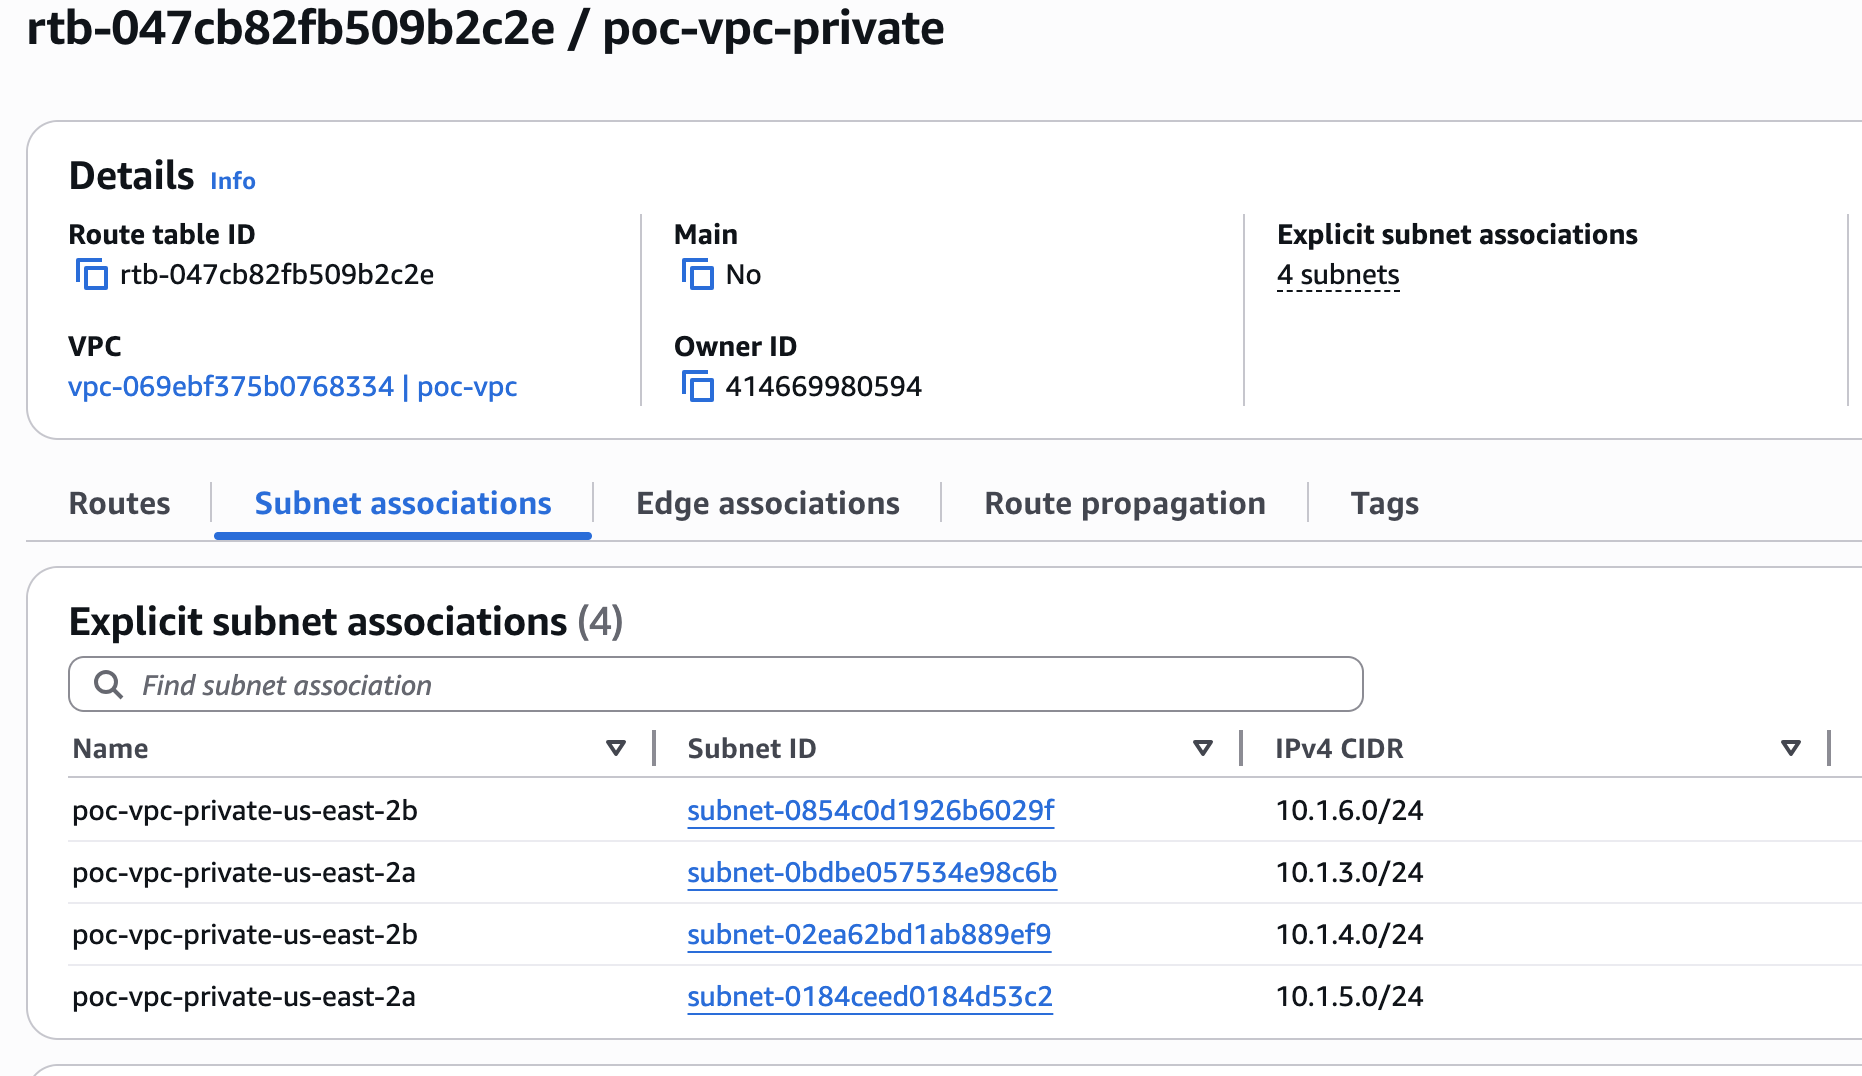 rtb-047cb82fb509b2c2e / poc-vpc-private
Details Info
Route table ID
rtb-047cb82fb509b2c2e
Main
No
Explicit subnet associations
4 subnets
VPC
vpc-069ebf375b0768334 | poc-vpc
Owner ID
414669980594
Routes Subnet associations Edge associations Route propagation Tags
Explicit subnet associations (4)
Find subnet association
Name Subnet ID IPv4 CIDR
poc-vpc-private-us-east-2b subnet-0854c0d1926b6029f 10.1.6.0/24
poc-vpc-private-us-east-2a subnet-0bdbe057534e98c6b 10.1.3.0/24
poc-vpc-private-us-east-2b subnet-02ea62bd1ab889ef9 10.1.4.0/24
poc-vpc-private-us-east-2a subnet-0184ceed0184d53c2 10.1.5.0/24